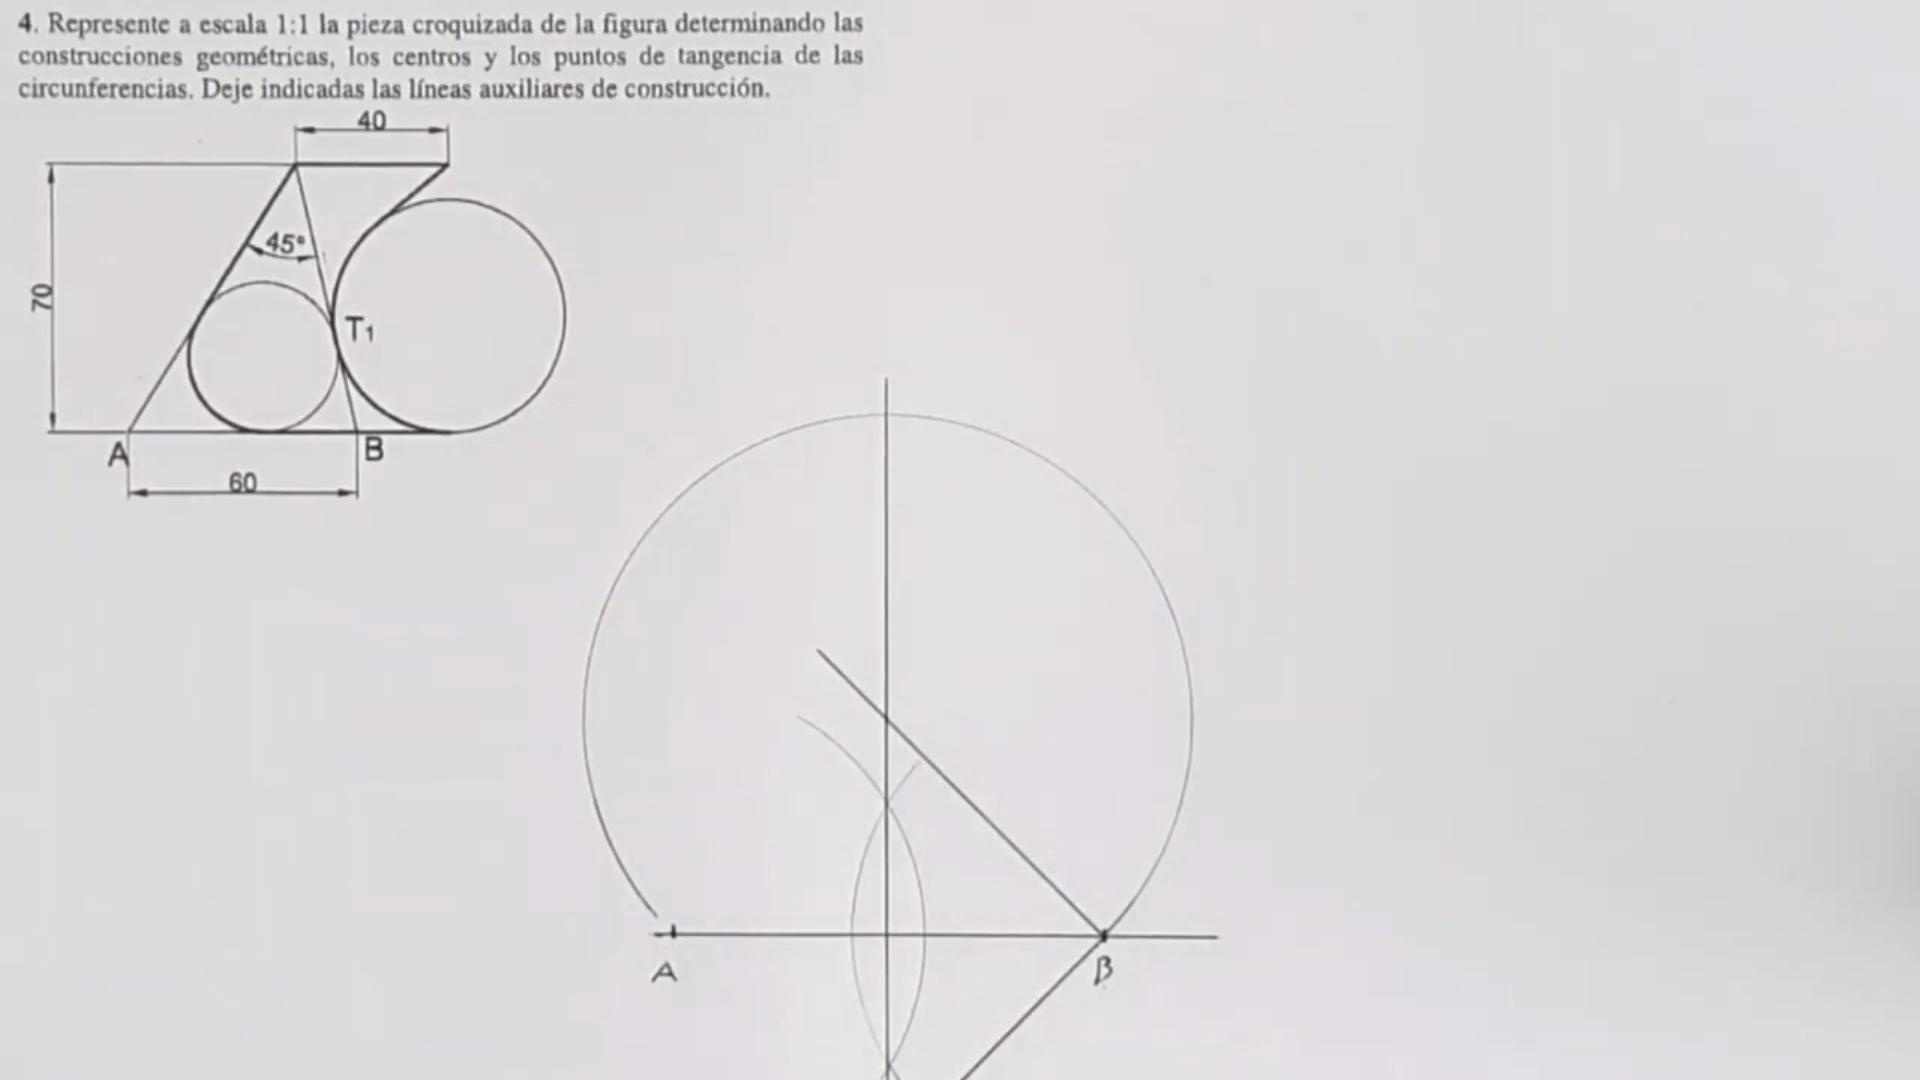 4. Represente a escala 1:1 la pieza croquizada de la figura determinando las
construcciones geométricas, los centros y los puntos de tangencia de las
circunferencias. Deje indicadas las líneas auxiliares de construcción.
40
45°
70
T1
A
B
60
A
B